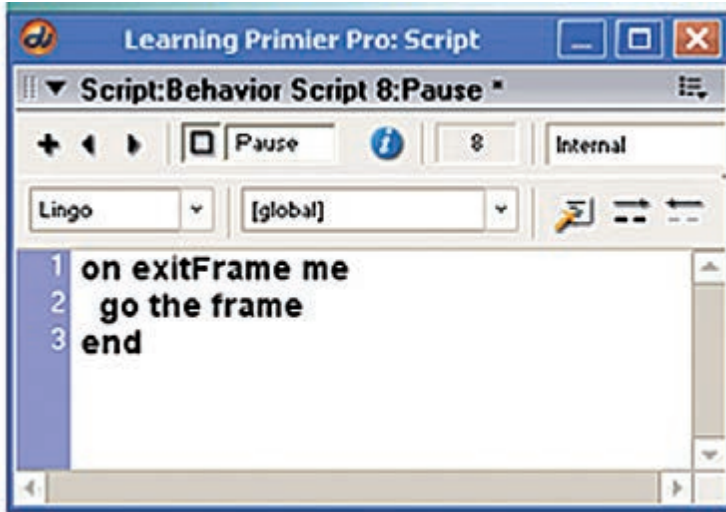 Learning Primier Pro: Script
Script:Behavior Script 8:Pause *
Pause 8 Internal
Lingo [global]
1 on exitFrame me
2 go the frame
3 end